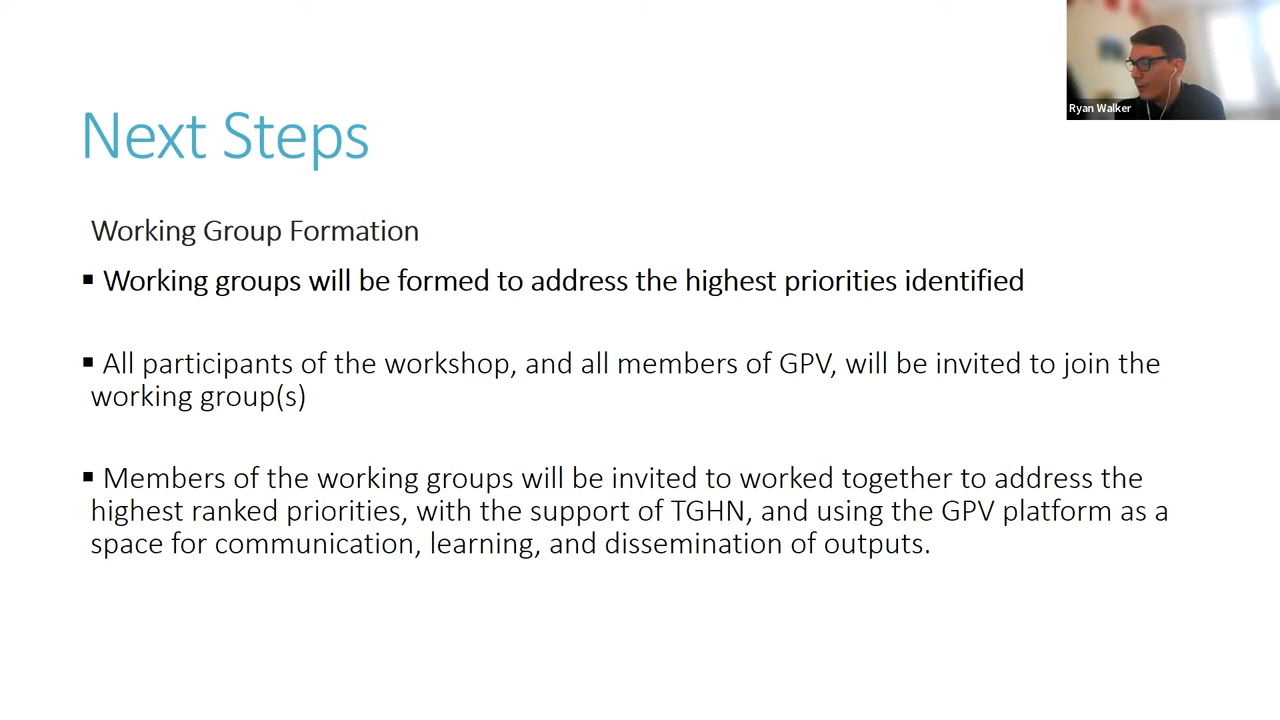 Ryan Walker
Next Steps
Working Group Formation
▪ Working groups will be formed to address the highest priorities identified
▪ All participants of the workshop, and all members of GPV, will be invited to join the
working group(s)
▪ Members of the working groups will be invited to worked together to address the
highest ranked priorities, with the support of TGHN, and using the GPV platform as a
space for communication, learning, and dissemination of outputs.